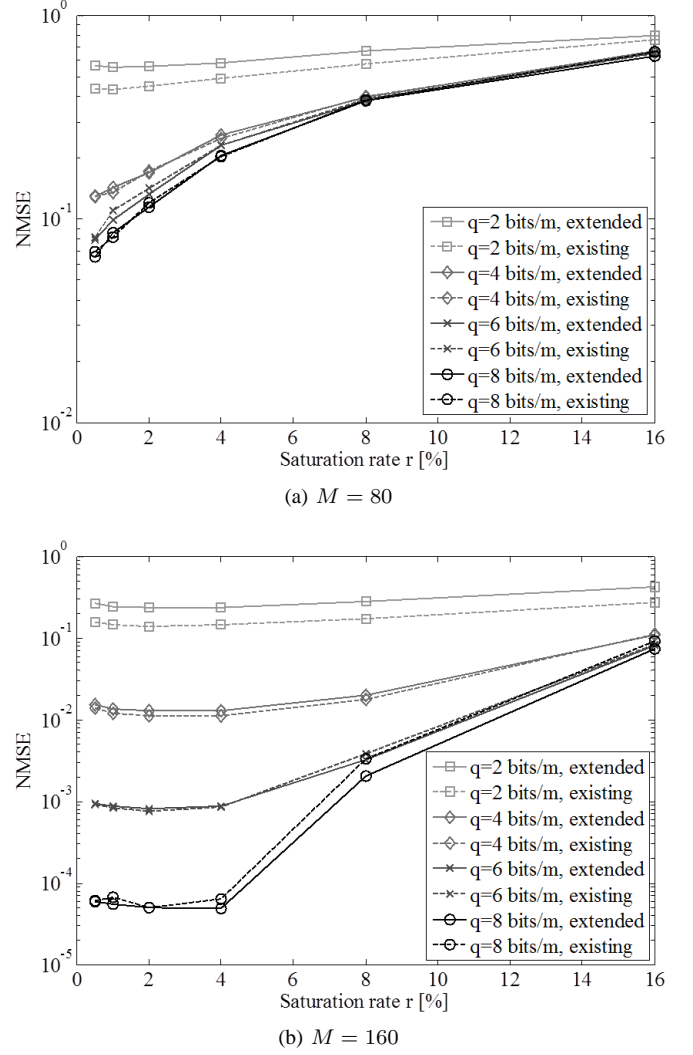 10^0
10^-1
10^-2
NMSE
q=2 bits/m, extended
q=2 bits/m, existing
q=4 bits/m, extended
q=4 bits/m, existing
q=6 bits/m, extended
q=6 bits/m, existing
q=8 bits/m, extended
q=8 bits/m, existing
0 2 4 6 8 10 12 14 16
Saturation rate r [%]
(a) M = 80
10^0
10^-1
10^-2
10^-3
10^-4
10^-5
NMSE
q=2 bits/m, extended
q=2 bits/m, existing
q=4 bits/m, extended
q=4 bits/m, existing
q=6 bits/m, extended
q=6 bits/m, existing
q=8 bits/m, extended
q=8 bits/m, existing
0 2 4 6 8 10 12 14 16
Saturation rate r [%]
(b) M = 160